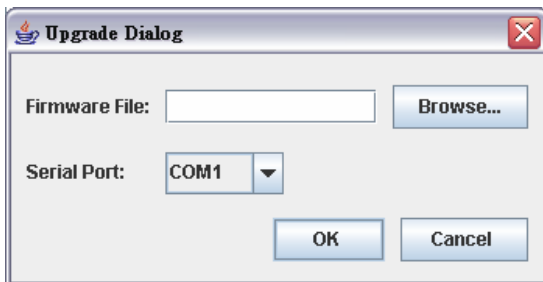 Upgrade Dialog
Firmware File: Browse...
Serial Port: COM1
OK Cancel